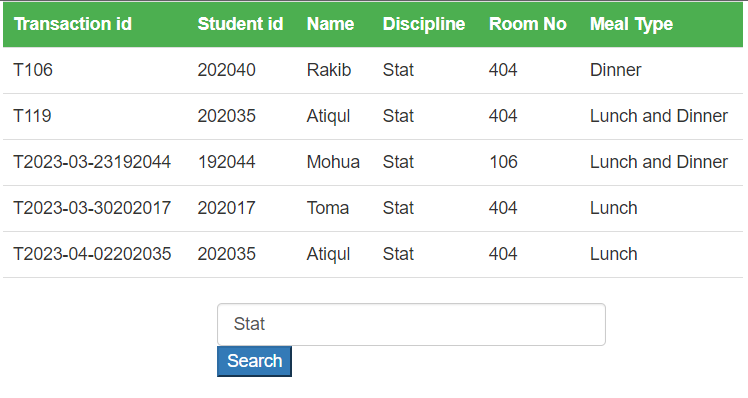 Transaction id Student id Name Discipline Room No Meal Type
T106 202040 Rakib Stat 404 Dinner
T119 202035 Atiqul Stat 404 Lunch and Dinner
T2023-03-23192044 192044 Mohua Stat 106 Lunch and Dinner
T2023-03-30202017 202017 Toma Stat 404 Lunch
T2023-04-02202035 202035 Atiqul Stat 404 Lunch
Stat
Search